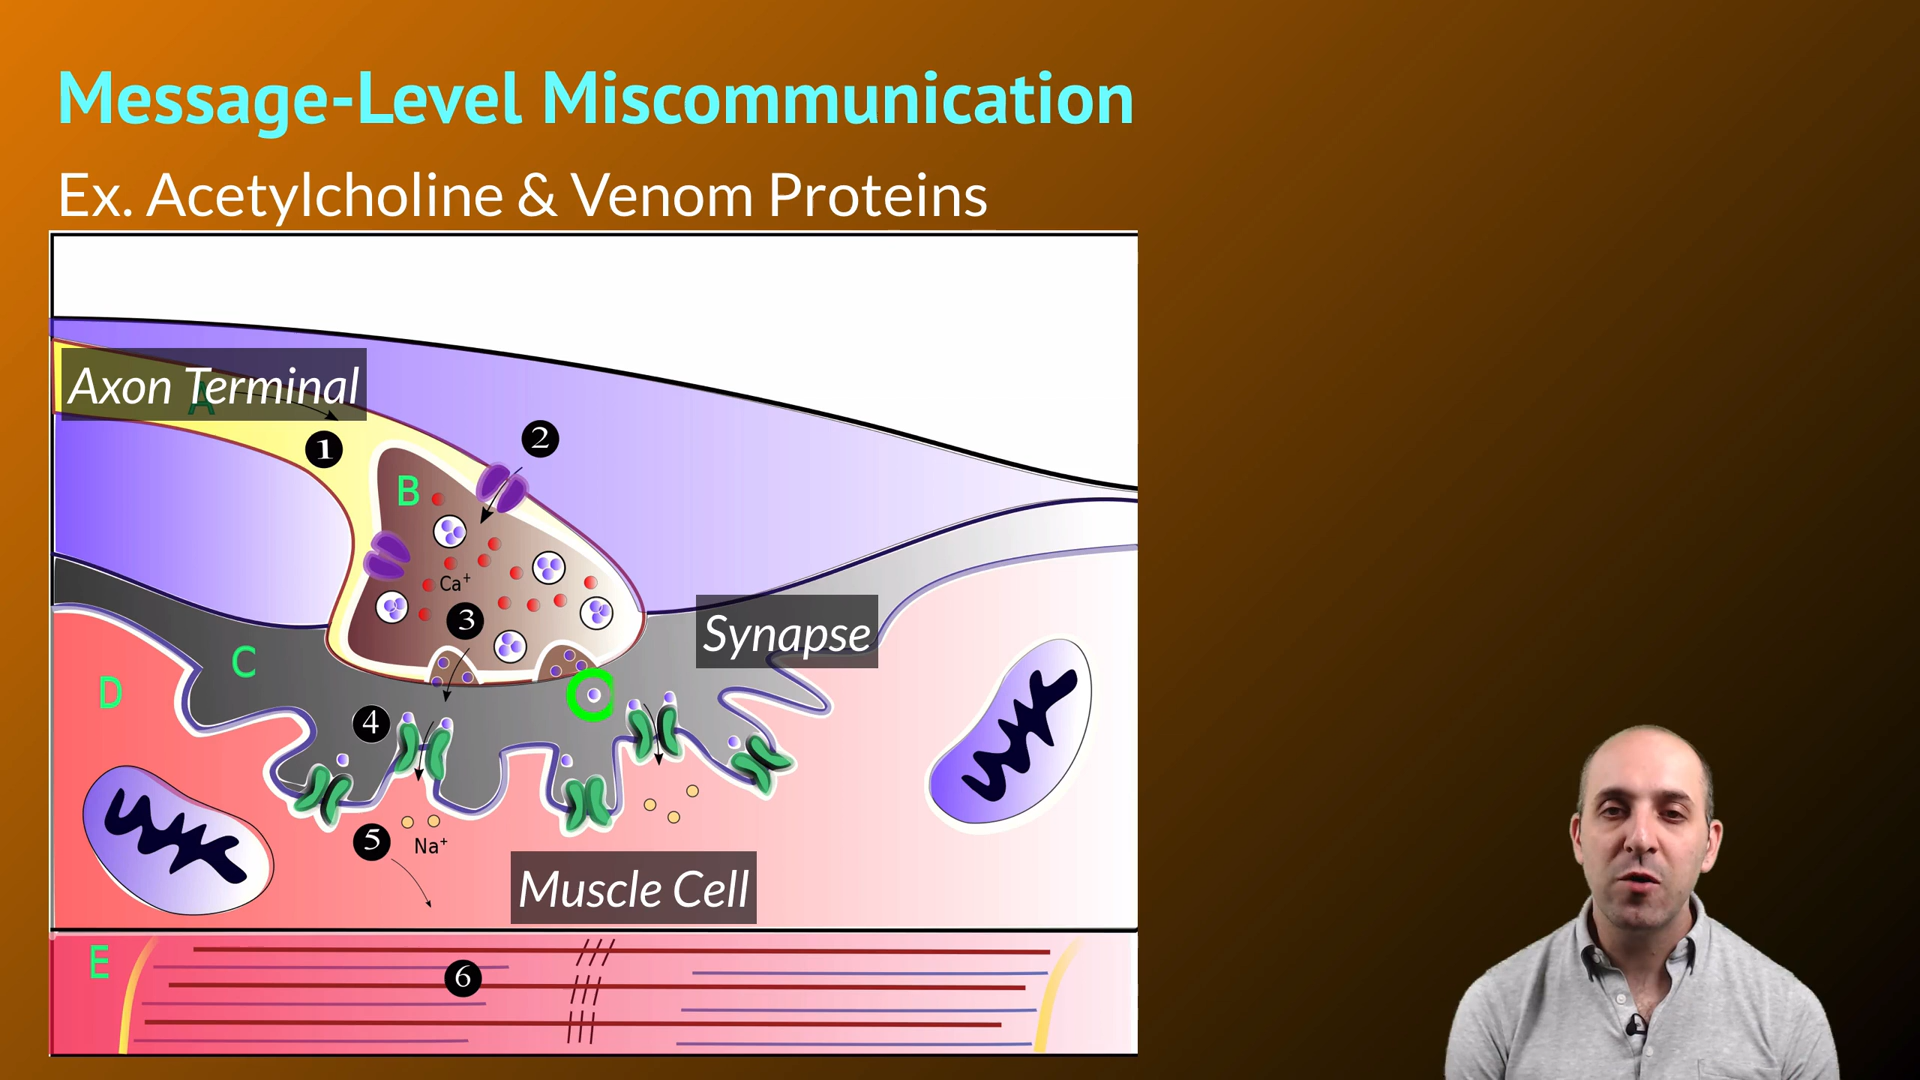 Message-Level Miscommunication
Ex. Acetylcholine & Venom Proteins
Axon Terminal
A
1
2
B
Ca+
3
Synapse
C
D
4
5
Na+
Muscle Cell
E
6